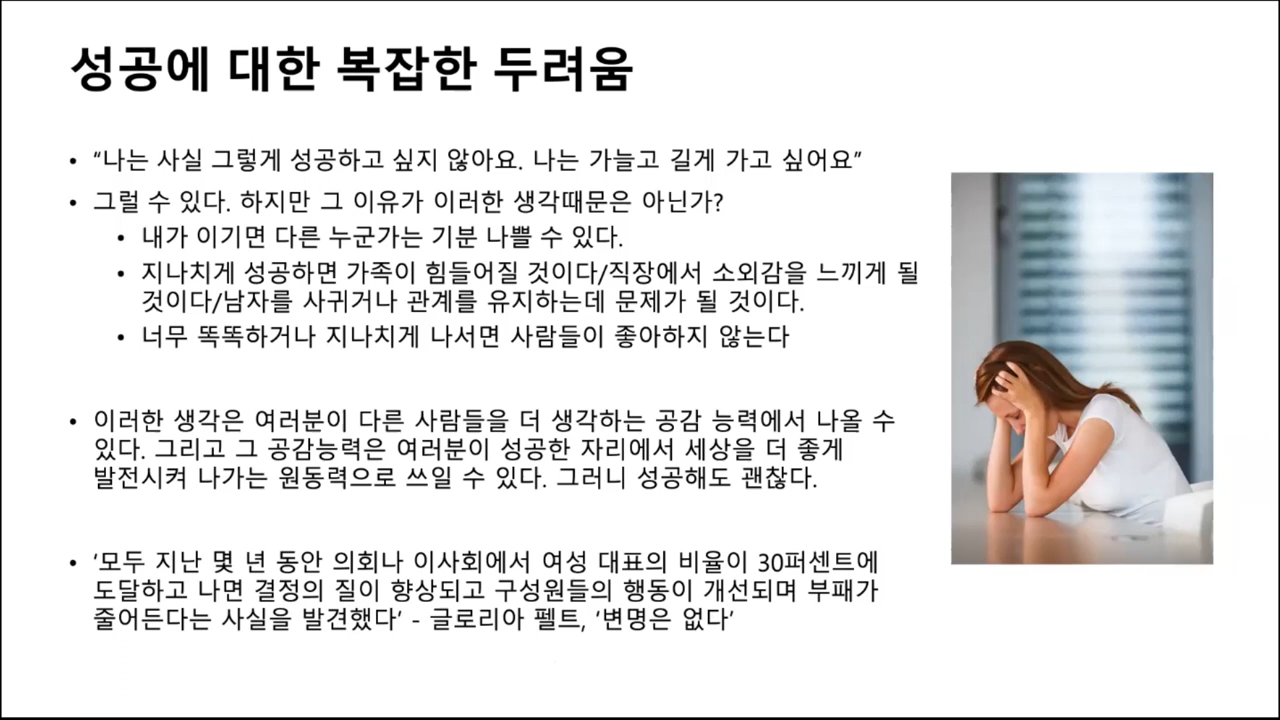 성공에 대한 복잡한 두려움
• “나는 사실 그렇게 성공하고 싶지 않아요. 나는 가늘고 길게 가고 싶어요”
• 그럴 수 있다. 하지만 그 이유가 이러한 생각때문은 아닌가?
• 내가 이기면 다른 누군가는 기분 나쁠 수 있다.
• 지나치게 성공하면 가족이 힘들어질 것이다/직장에서 소외감을 느끼게 될
것이다/남자를 사귀거나 관계를 유지하는데 문제가 될 것이다.
• 너무 똑똑하거나 지나치게 나서면 사람들이 좋아하지 않는다
• 이러한 생각은 여러분이 다른 사람들을 더 생각하는 공감 능력에서 나올 수
있다. 그리고 그 공감능력은 여러분이 성공한 자리에서 세상을 더 좋게
발전시켜 나가는 원동력으로 쓰일 수 있다. 그러니 성공해도 괜찮다.
• ‘모두 지난 몇 년 동안 의회나 이사회에서 여성 대표의 비율이 30퍼센트에
도달하고 나면 결정의 질이 향상되고 구성원들의 행동이 개선되며 부패가
줄어든다는 사실을 발견했다’ - 글로리아 펠트, ‘변명은 없다’